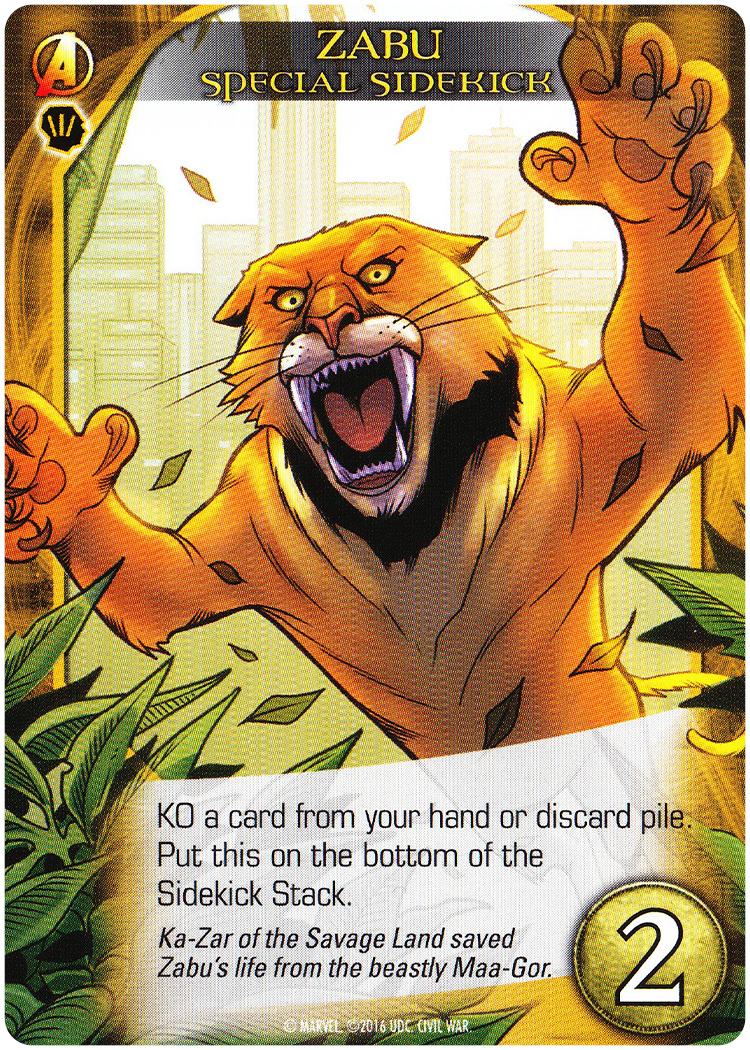 ZABU
SPECIAL SIDEKICK
KO a card from your hand or discard pile.
Put this on the bottom of the
Sidekick Stack.
Ka-Zar of the Savage Land saved
Zabu's life from the beastly Maa-Gor.
2
© MARVEL. ©2016 UDC. CIVIL WAR